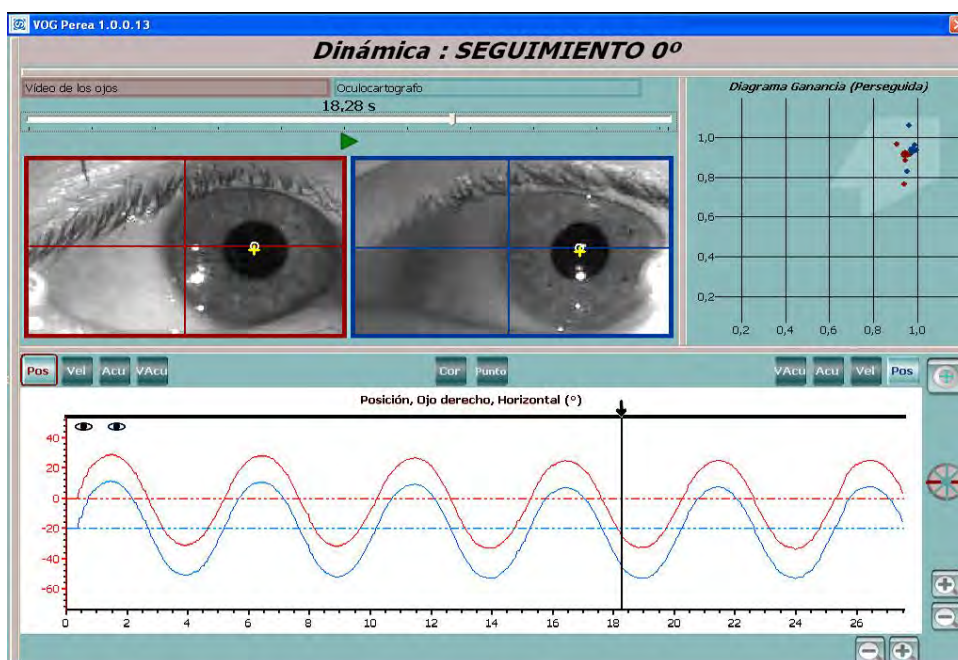 VOG Perea 1.0.0.13
Dinámica : SEGUIMIENTO 0º
Vídeo de los ojos
Oculocartografo
18,28 s
Diagrama Ganancia (Perseguida)
1,0
0,8
0,6
0,4
0,2
0,2 0,4 0,6 0,8 1,0
Pos Vel Acu VAcu Cor Punto VAcu Acu Vel Pos
Posición, Ojo derecho, Horizontal (°)
40
20
0
-20
-40
-60
0 2 4 6 8 10 12 14 16 18 20 22 24 26